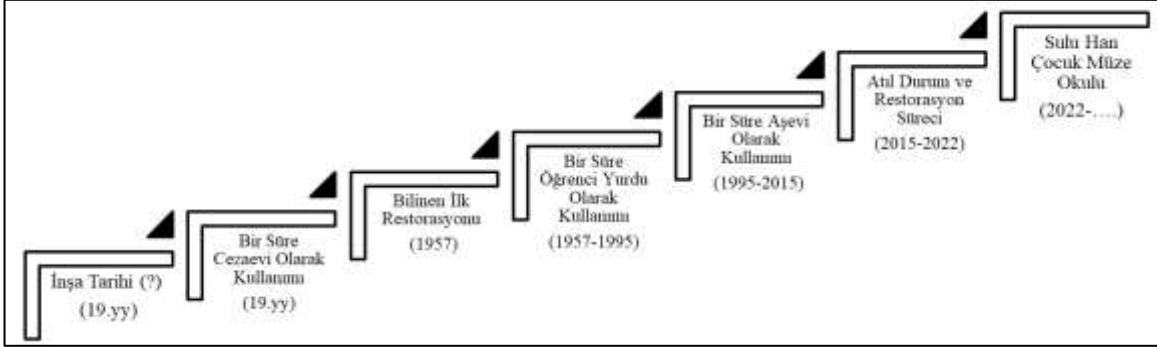 İnşa Tarihi (?)
(19.yy)
Bir Süre
Cezaevi Olarak
Kullanımı
(19.yy)
Bilinen İlk
Restorasyonu
(1957)
Bir Süre
Öğrenci Yurdu
Olarak
Kullanımı
(1957-1995)
Bir Süre Aşevi
Olarak
Kullanımı
(1995-2015)
Atıl Durum ve
Restorasyon
Süreci
(2015-2022)
Sulu Han
Çocuk Müze
Okulu
(2022-….)